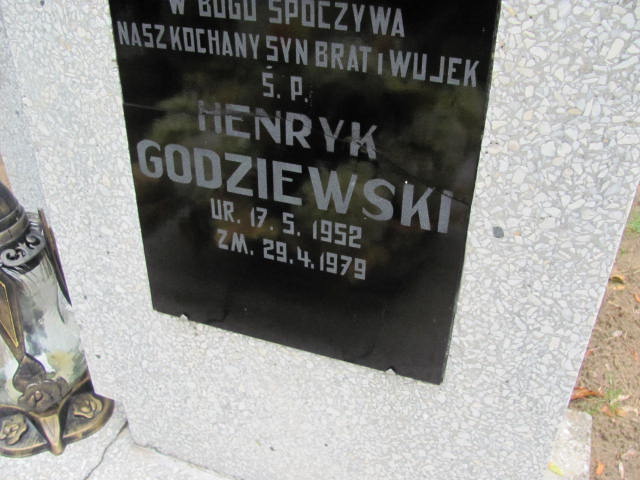 W BOGU SPOCZYWA
NASZ KOCHANY SYN BRAT I WUJEK
Ś. P.
HENRYK
GODZIEWSKI
UR. 17. 5. 1952
ZM. 29.4.1979